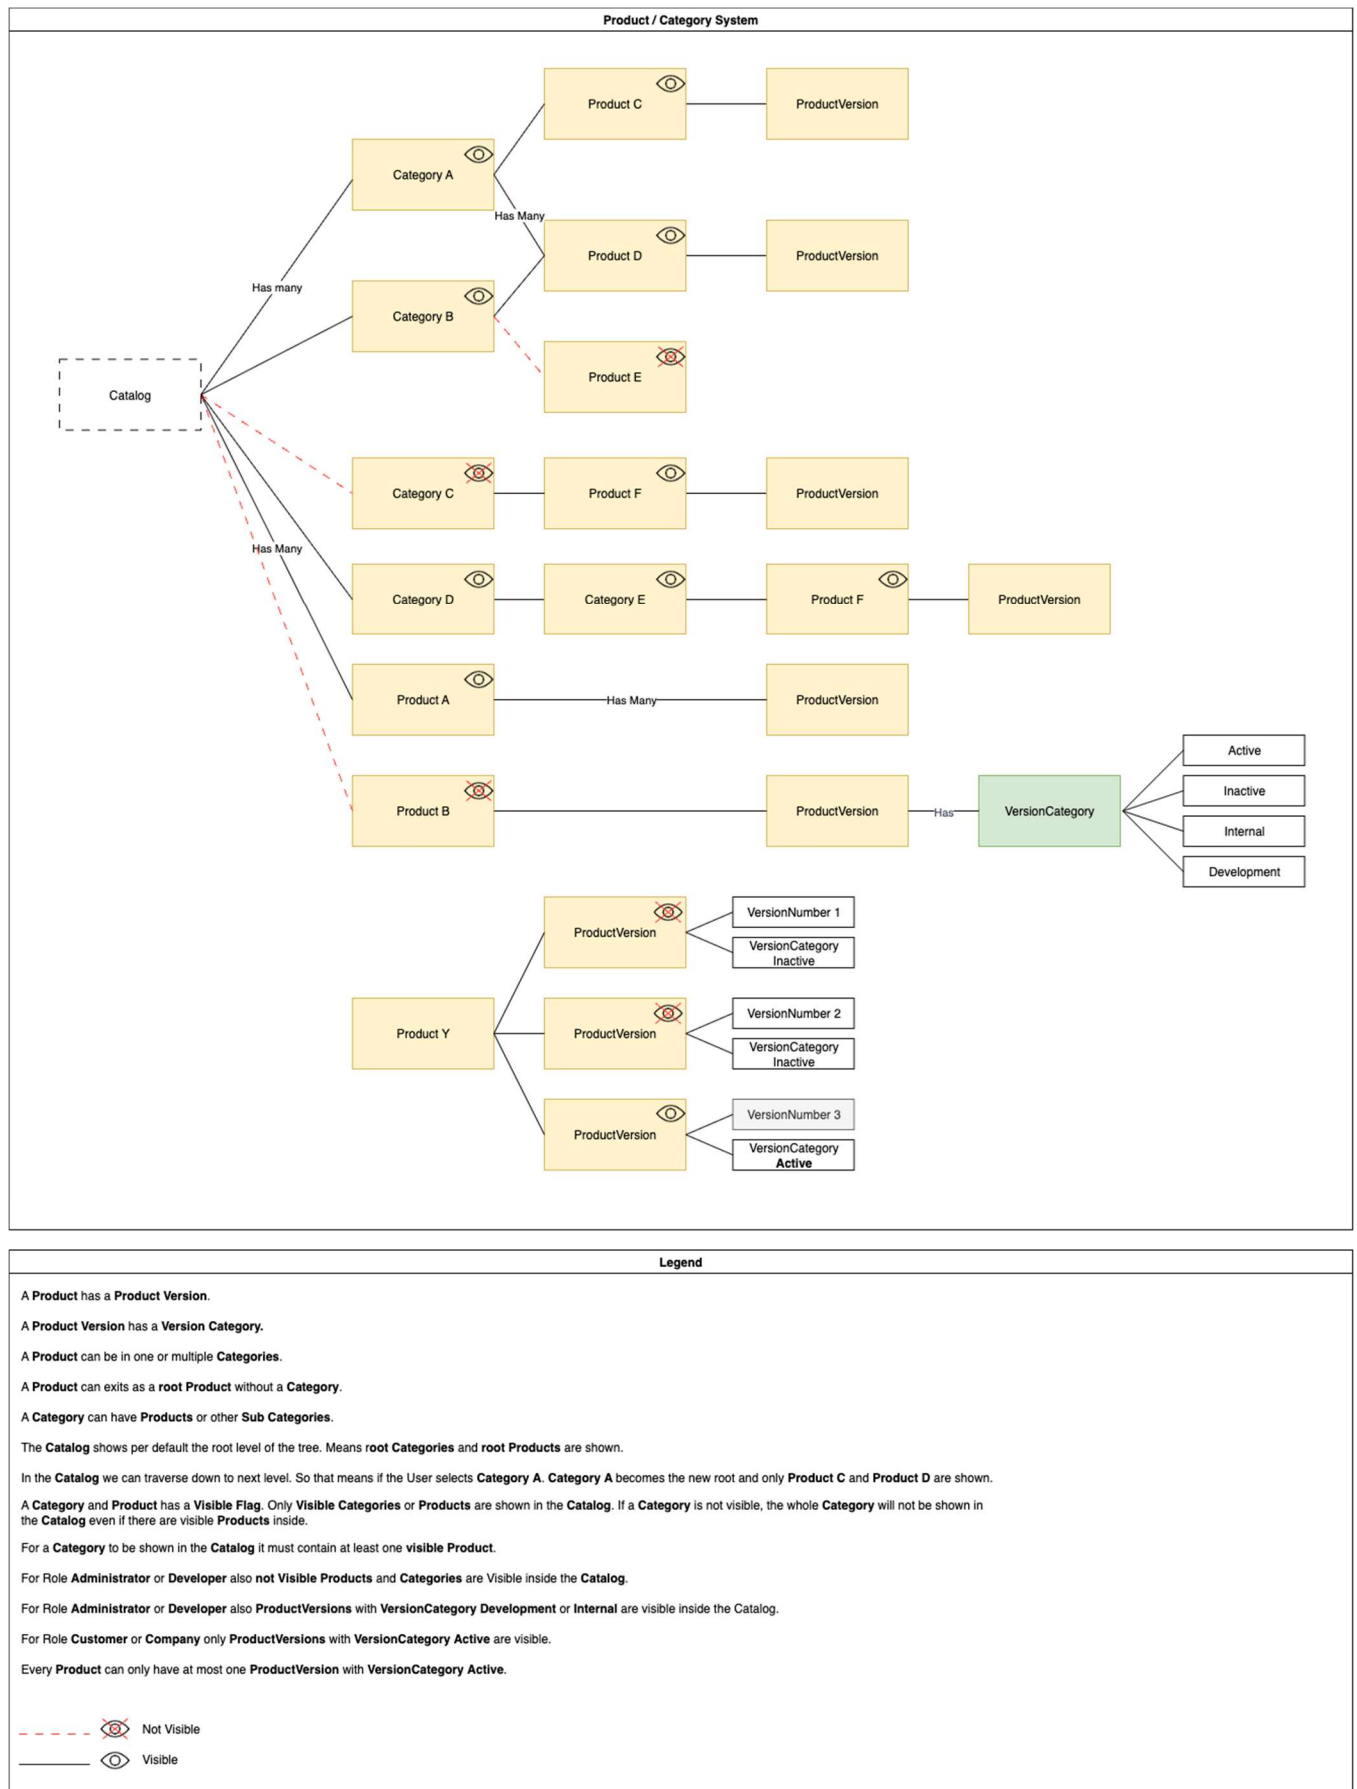 Product / Category System
Product C
ProductVersion
Category A
Has Many
Product D
ProductVersion
Has many
Category B
Product E
Catalog
Category C
Product F
ProductVersion
Has Many
Category D
Category E
Product F
ProductVersion
Product A
Has Many
ProductVersion
Active
Inactive
Product B
ProductVersion
Has
VersionCategory
Internal
Development
ProductVersion
VersionNumber 1
VersionCategory
Inactive
Product Y
ProductVersion
VersionNumber 2
VersionCategory
Inactive
ProductVersion
VersionNumber 3
VersionCategory
Active
Legend
A Product has a Product Version.
A Product Version has a Version Category.
A Product can be in one or multiple Categories.
A Product can exits as a root Product without a Category.
A Category can have Products or other Sub Categories.
The Catalog shows per default the root level of the tree. Means root Categories and root Products are shown.
In the Catalog we can traverse down to next level. So that means if the User selects Category A. Category A becomes the new root and only Product C and Product D are shown.
A Category and Product has a Visible Flag. Only Visible Categories or Products are shown in the Catalog. If a Category is not visible, the whole Category will not be shown in
the Catalog even if there are visible Products inside.
For a Category to be shown in the Catalog it must contain at least one visible Product.
For Role Administrator or Developer also not Visible Products and Categories are Visible inside the Catalog.
For Role Administrator or Developer also ProductVersions with VersionCategory Development or Internal are visible inside the Catalog.
For Role Customer or Company only ProductVersions with VersionCategory Active are visible.
Every Product can only have at most one ProductVersion with VersionCategory Active.
Not Visible
Visible